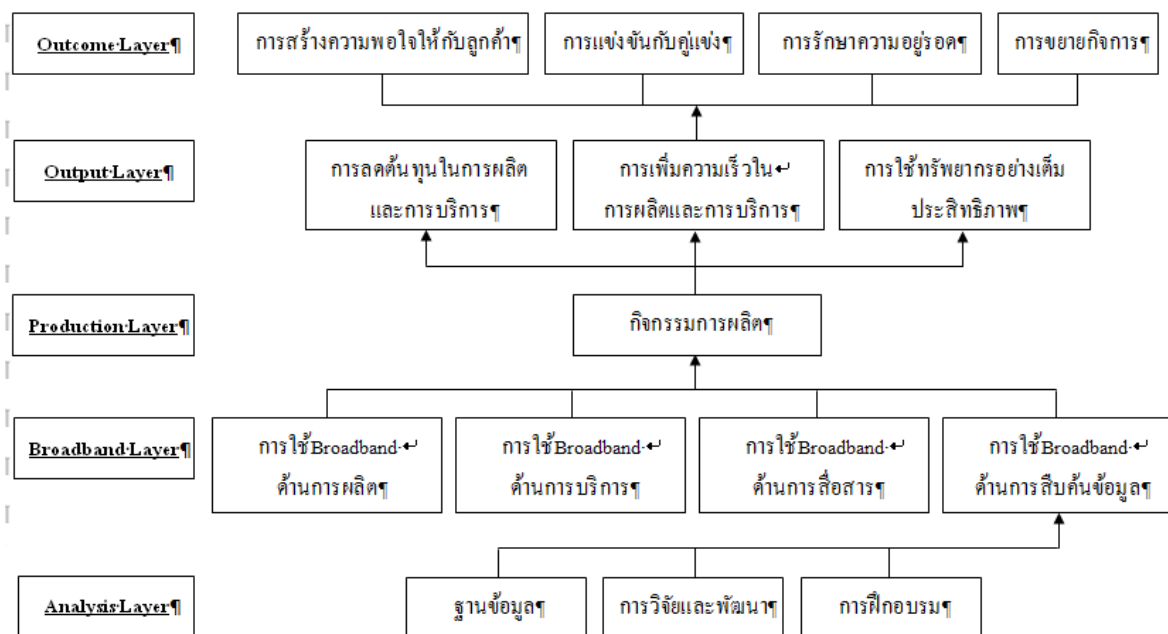 Outcome·Layer¶
การสร้างความพอใจให้กับลูกค้า¶
การแข่งขันกับคู่แข่ง¶
การรักษาความอยู่รอด¶
การขยายกิจการ¶
Output·Layer¶
การลดต้นทุนในการผลิต
และการบริการ¶
การเพิ่มความเร็วใน↵
การผลิตและการบริการ¶
การใช้ทรัพยากรอย่างเต็ม
ประสิทธิภาพ¶
Production·Layer¶
กิจกรรมการผลิต¶
Broadband·Layer¶
การใช้Broadband·↵
ด้านการผลิต¶
การใช้Broadband·↵
ด้านการบริการ¶
การใช้Broadband·↵
ด้านการสื่อสาร¶
การใช้Broadband·↵
ด้านการสืบค้นข้อมูล¶
Analysis·Layer¶
ฐานข้อมูล¶
การวิจัยและพัฒนา¶
การฝึกอบรม¶